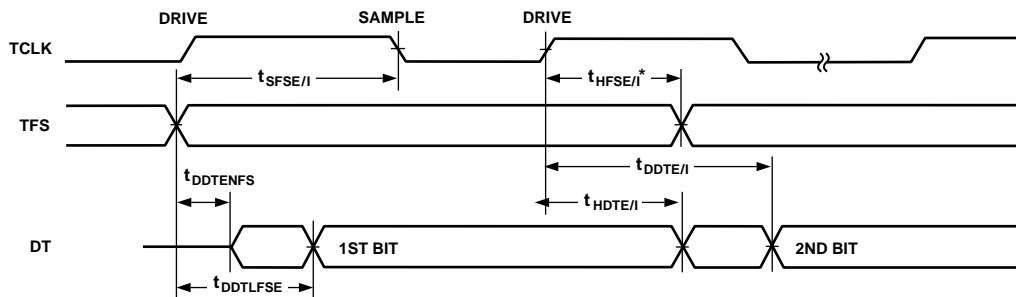 DRIVE SAMPLE DRIVE
TCLK
tSFSE/I tHFSE/I*
TFS
tDDTE/I
tDDTENFS
tHDTE/I
DT 1ST BIT 2ND BIT
tDDTLFSE